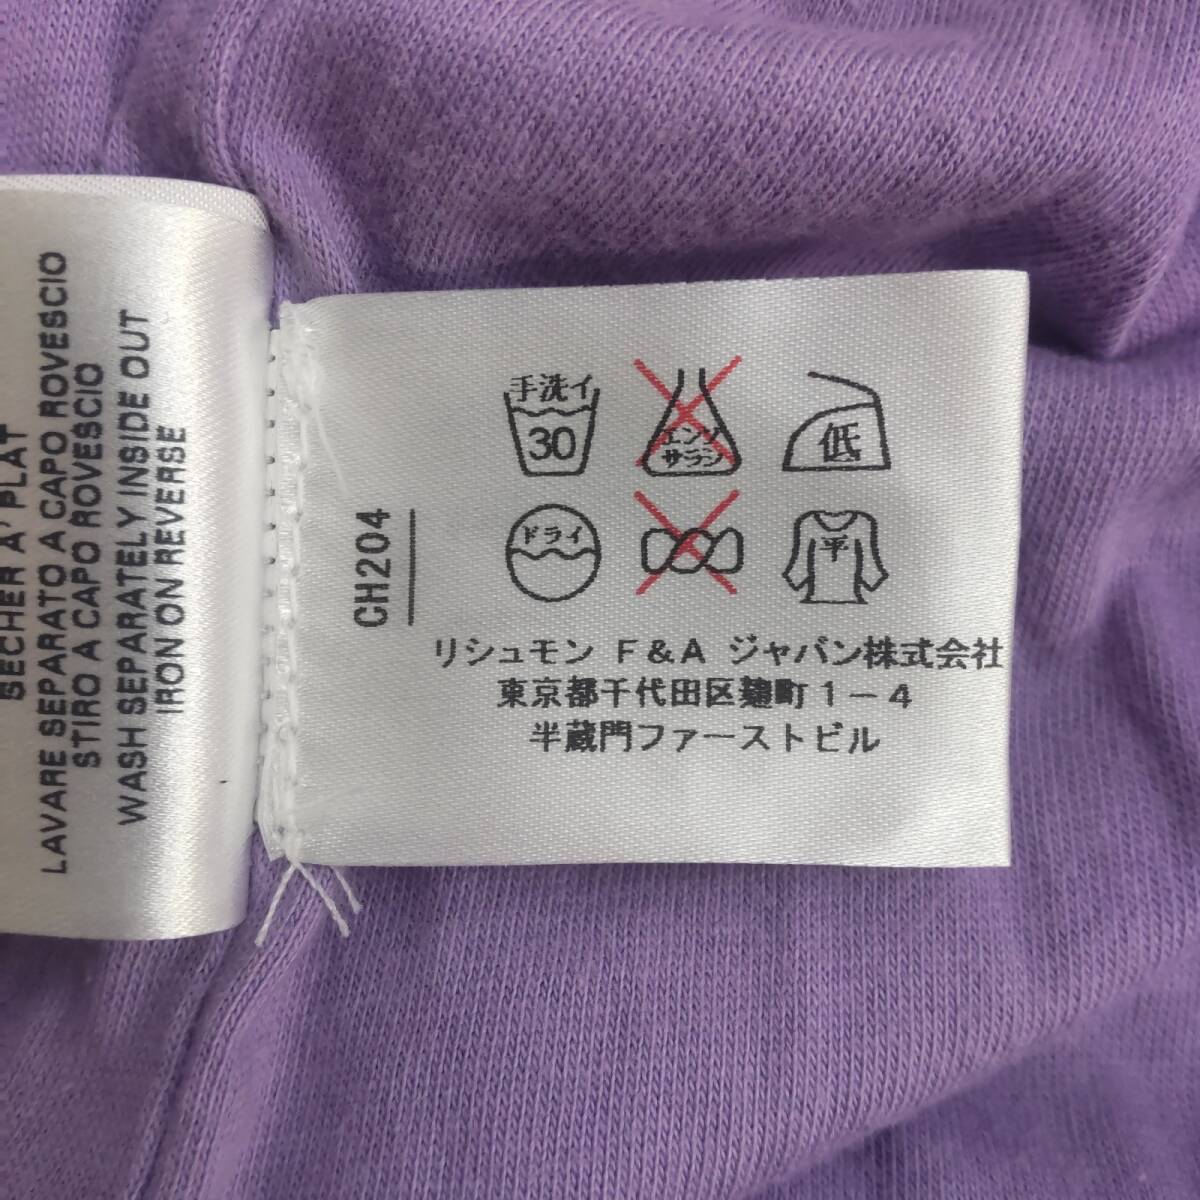 SECHER A' PLAT
LAVARE SEPARATO A CAPO ROVESCIO
STIRO A CAPO ROVESCIO
WASH SEPARATELY INSIDE OUT
IRON ON REVERSE
CH204
手洗イ
30
エンソ
サラシ
低
ドライ
平
リシュモン F&A ジャパン株式会社
東京都千代田区麹町1-4
半蔵門ファーストビル